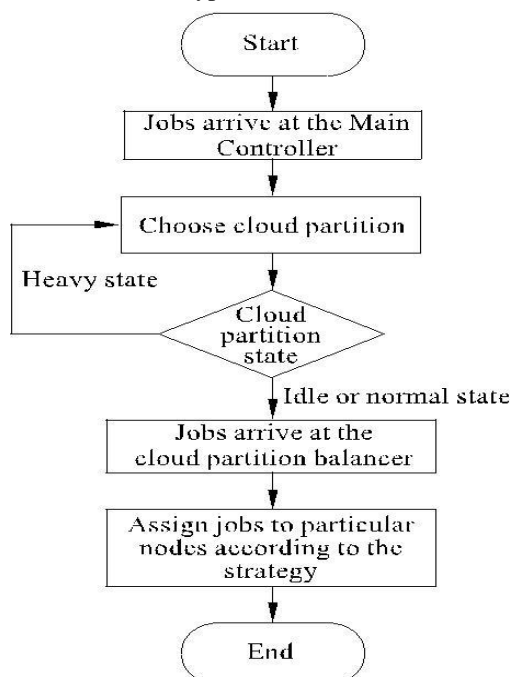 Start
Jobs arrive at the Main
Controller
Choose cloud partition
Heavy state
Cloud
partition
state
Idle or normal state
Jobs arrive at the
cloud partition balancer
Assign jobs to particular
nodes according to the
strategy
End